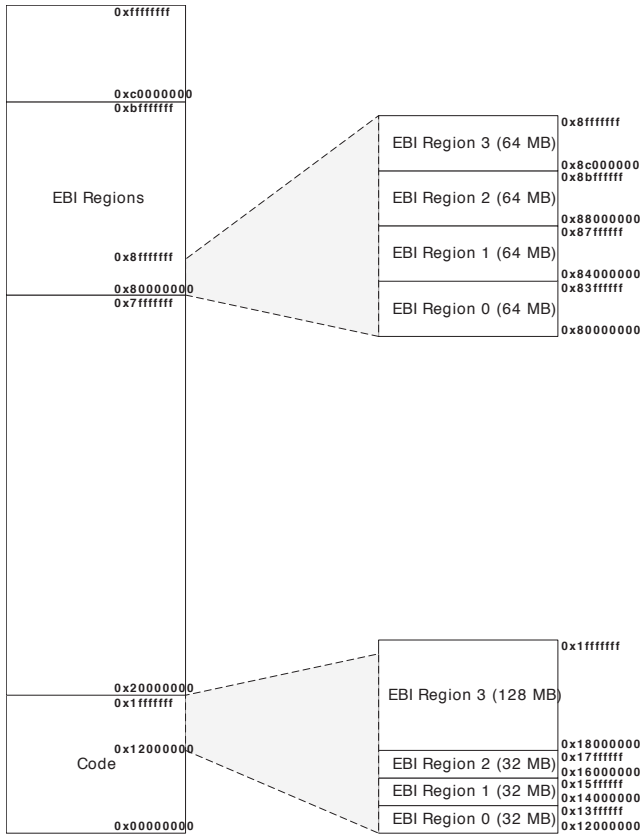 0xffffffff
0xc0000000
0xbfffffff
EBI Regions
0x8fffffff
0x80000000
0x7fffffff
0x20000000
0x1fffffff
0x12000000
Code
0x00000000
0x8fffffff
EBI Region 3 (64 MB)
0x8c000000
0x8bffffff
EBI Region 2 (64 MB)
0x88000000
0x87ffffff
EBI Region 1 (64 MB)
0x84000000
0x83ffffff
EBI Region 0 (64 MB)
0x80000000
0x1fffffff
EBI Region 3 (128 MB)
0x18000000
0x17ffffff
EBI Region 2 (32 MB)
0x16000000
0x15ffffff
EBI Region 1 (32 MB)
0x14000000
0x13ffffff
EBI Region 0 (32 MB)
0x12000000